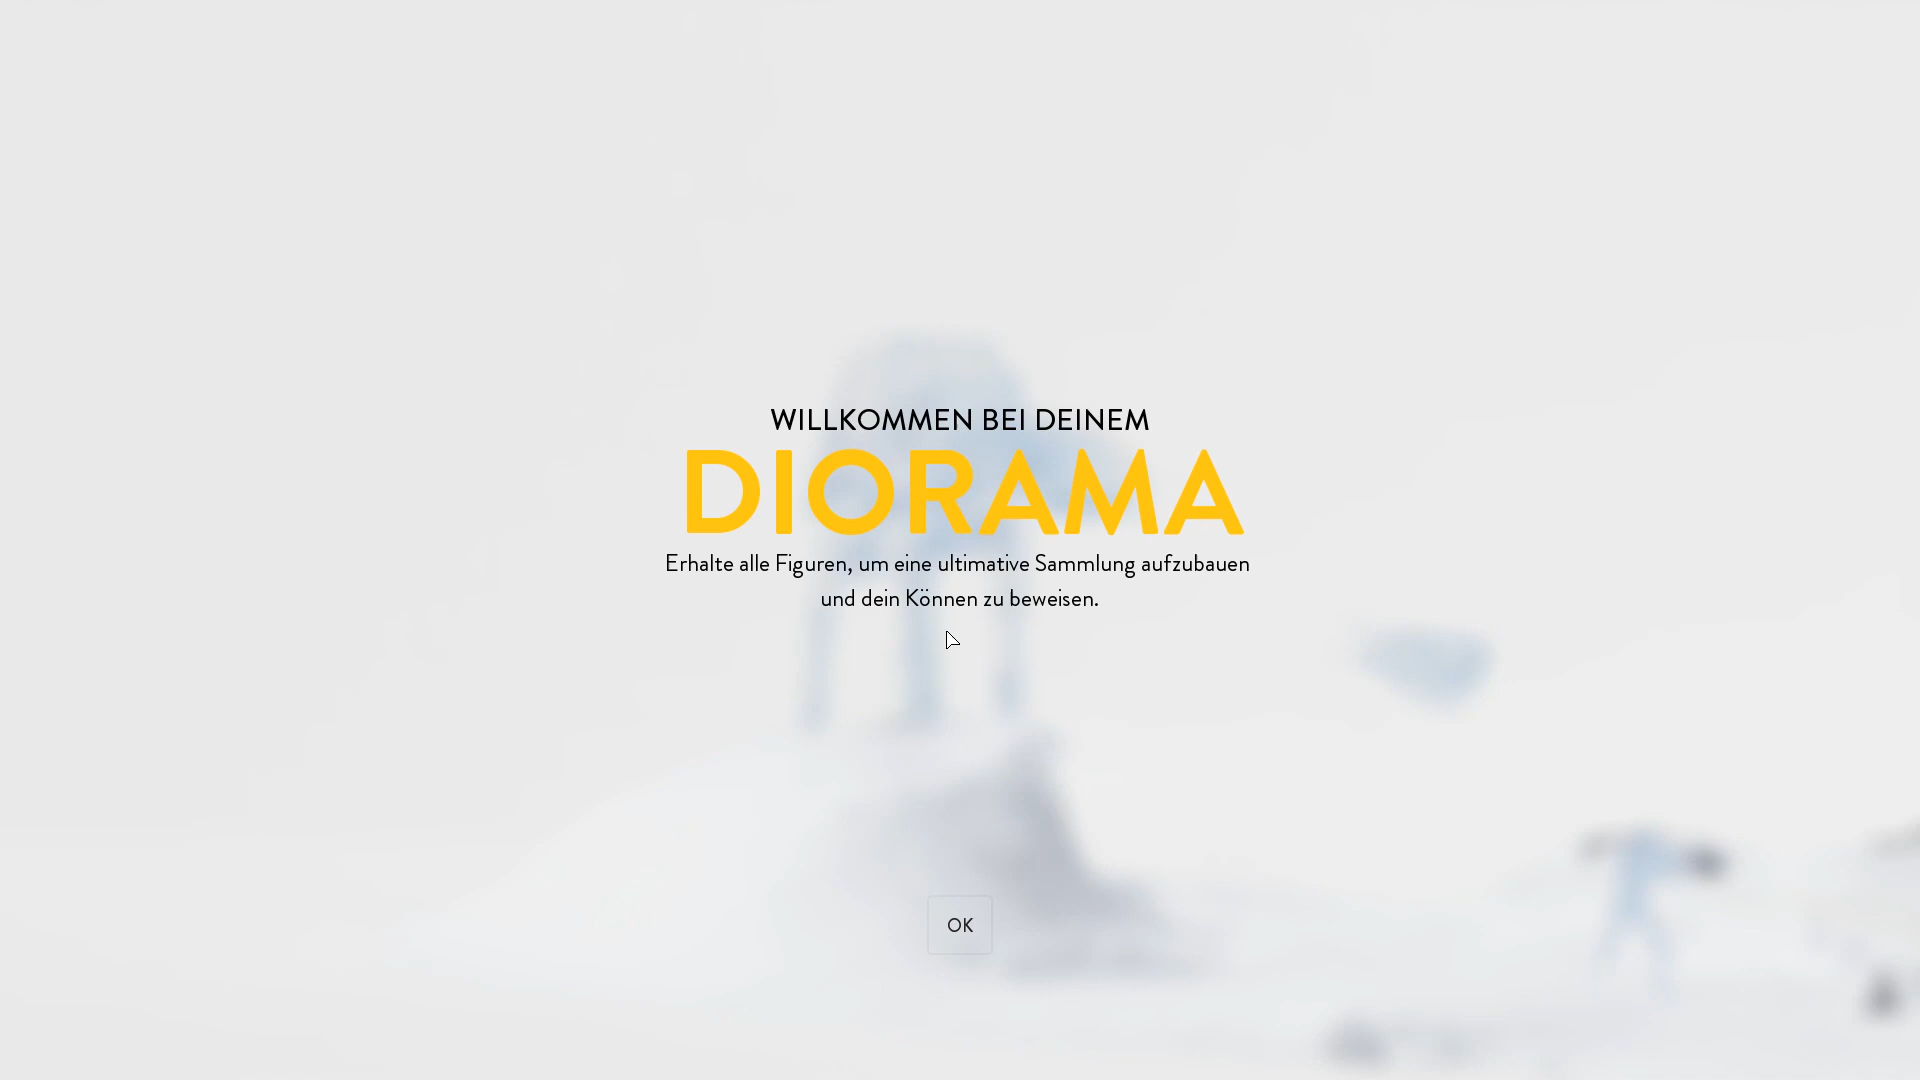 WILLKOMMEN BEI DEINEM
DIORAMA
Erhalte alle Figuren, um eine ultimative Sammlung aufzubauen
und dein Können zu beweisen.
OK